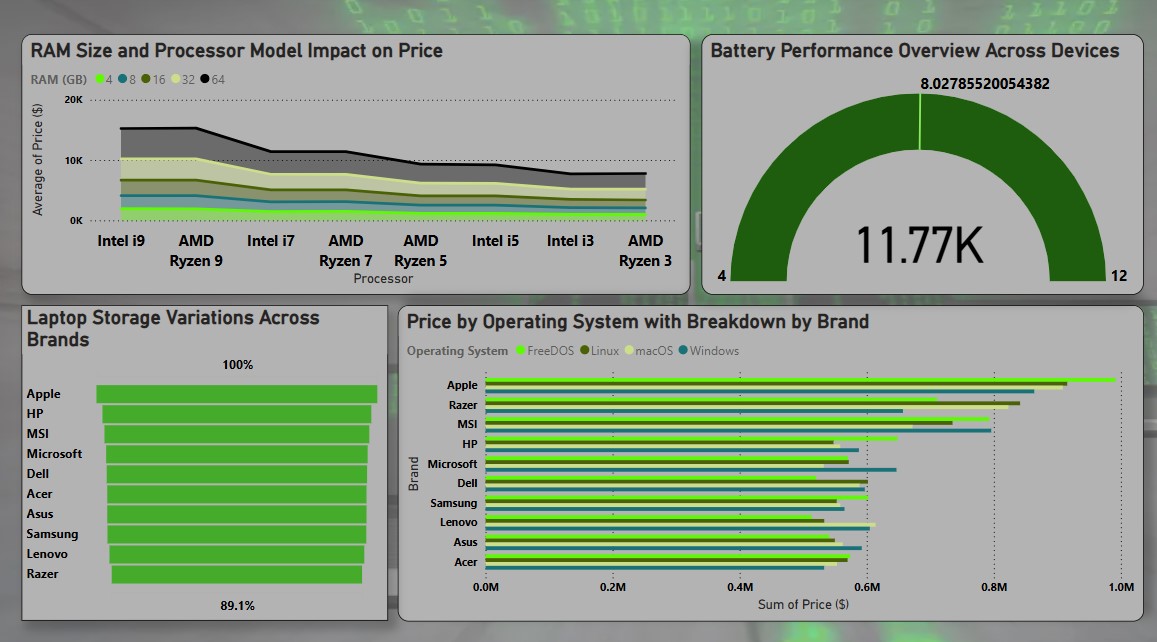 RAM Size and Processor Model Impact on Price
RAM (GB) 4 8 16 32 64
Average of Price ($)
20K
10K
0K
Intel i9 AMD Ryzen 9 Intel i7 AMD Ryzen 7 AMD Ryzen 5 Intel i5 Intel i3 AMD Ryzen 3
Processor
Battery Performance Overview Across Devices
8.02785520054382
11.77K
4 12
Laptop Storage Variations Across
Brands
100%
Apple
HP
MSI
Microsoft
Dell
Acer
Asus
Samsung
Lenovo
Razer
89.1%
Price by Operating System with Breakdown by Brand
Operating System FreeDOS Linux macOS Windows
Brand
Apple
Razer
MSI
HP
Microsoft
Dell
Samsung
Lenovo
Asus
Acer
0.0M 0.2M 0.4M 0.6M 0.8M 1.0M
Sum of Price ($)